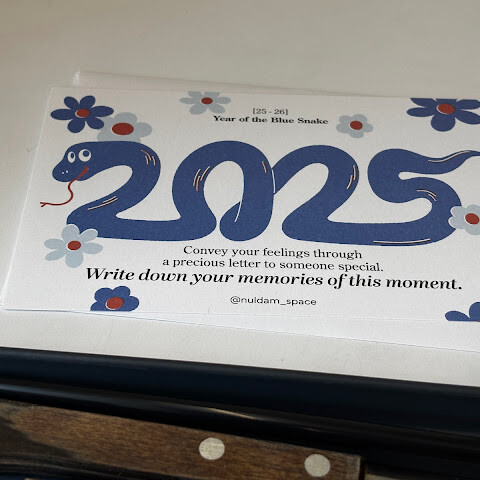 [25-26]
Year of the Blue Snake
2025
Convey your feelings through
a precious letter to someone special.
Write down your memories of this moment.
@nuldam_space